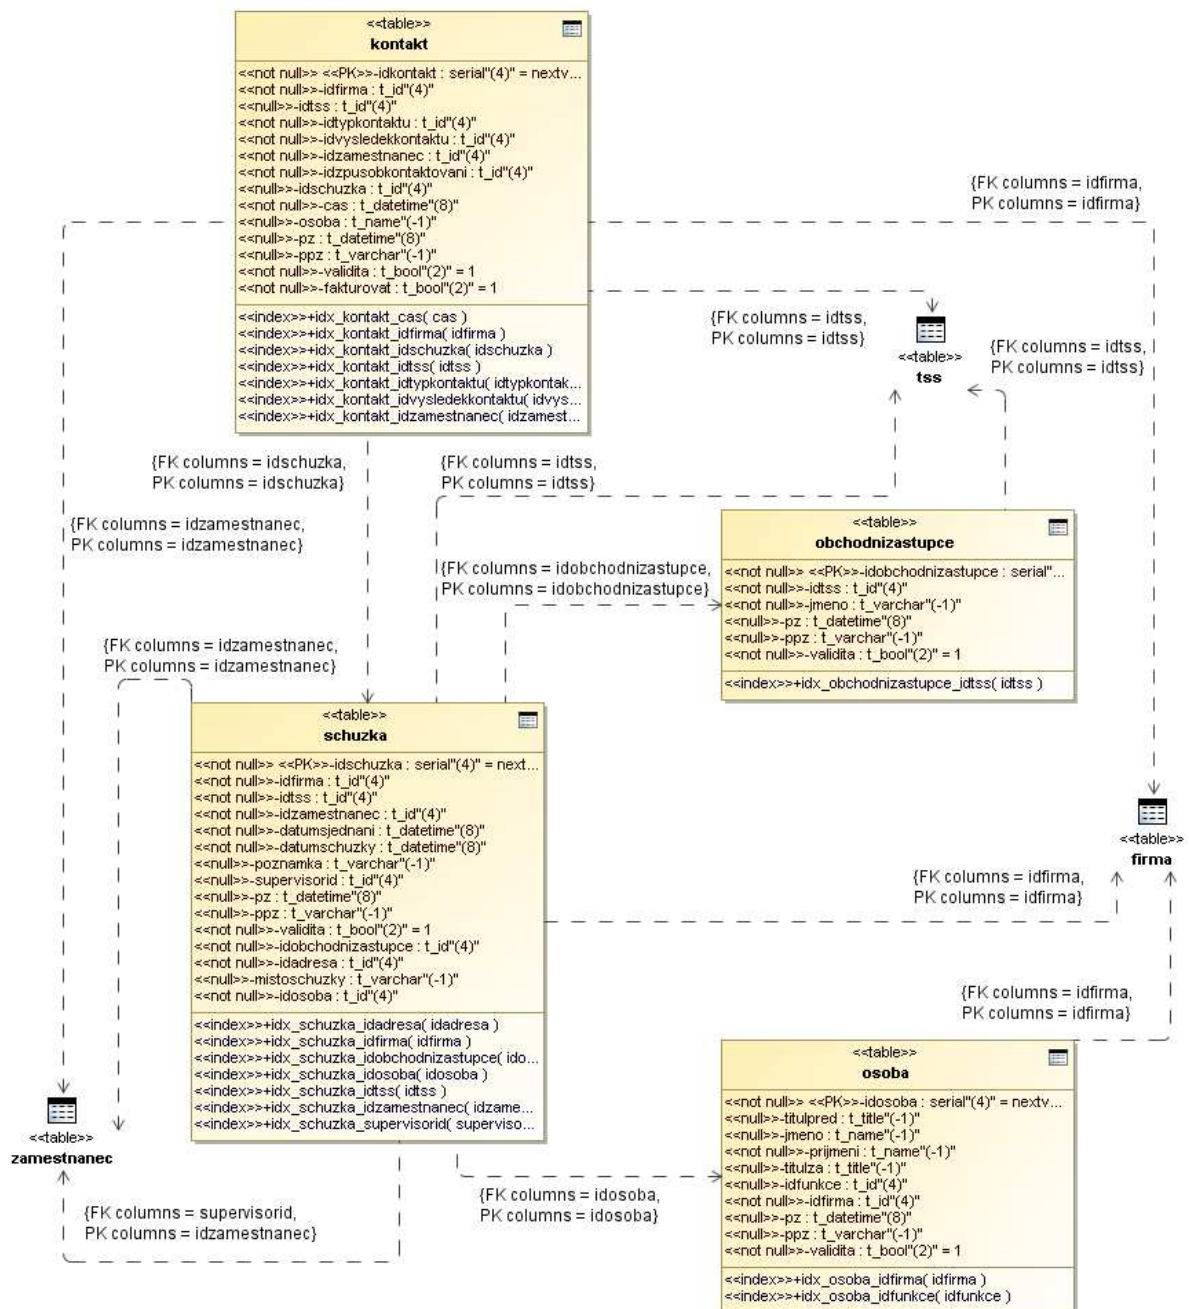 <<table>>
kontakt
<<not null>> <<PK>>-idkontakt : serial"(4)" = nextv...
<<not null>>-idfirma : t_id"(4)"
<<null>>-idtss : t_id"(4)"
<<not null>>-idtypkontaktu : t_id"(4)"
<<not null>>-idvysledekkontaktu : t_id"(4)"
<<not null>>-idzamestnanec : t_id"(4)"
<<not null>>-idzpusobkontaktovani : t_id"(4)"
<<null>>-idschuzka : t_id"(4)"
<<not null>>-cas : t_datetime"(8)"
<<null>>-osoba : t_name"(-1)"
<<null>>-pz : t_datetime"(8)"
<<null>>-ppz : t_varchar"(-1)"
<<not null>>-validita : t_bool"(2)" = 1
<<not null>>-fakturovat : t_bool"(2)" = 1
<<index>>+idx_kontakt_cas( cas )
<<index>>+idx_kontakt_idfirma( idfirma )
<<index>>+idx_kontakt_idschuzka( idschuzka )
<<index>>+idx_kontakt_idtss( idtss )
<<index>>+idx_kontakt_idtypkontaktu( idtypkontak...
<<index>>+idx_kontakt_idvysledekkontaktu( idvys...
<<index>>+idx_kontakt_idzamestnanec( idzamest...
{FK columns = idfirma,
PK columns = idfirma}
{FK columns = idtss,
PK columns = idtss}
<<table>>
tss
{FK columns = idtss,
PK columns = idtss}
{FK columns = idschuzka,
PK columns = idschuzka}
{FK columns = idtss,
PK columns = idtss}
{FK columns = idzamestnanec,
PK columns = idzamestnanec}
<<table>>
obchodnizastupce
<<not null>> <<PK>>-idobchodnizastupce : serial"...
<<not null>>-idtss : t_id"(4)"
<<not null>>-jmeno : t_varchar"(-1)"
<<null>>-pz : t_datetime"(8)"
<<null>>-ppz : t_varchar"(-1)"
<<not null>>-validita : t_bool"(2)" = 1
<<index>>+idx_obchodnizastupce_idtss( idtss )
{FK columns = idobchodnizastupce,
PK columns = idobchodnizastupce}
{FK columns = idzamestnanec,
PK columns = idzamestnanec}
<<table>>
schuzka
<<not null>> <<PK>>-idschuzka : serial"(4)" = next...
<<not null>>-idfirma : t_id"(4)"
<<not null>>-idtss : t_id"(4)"
<<not null>>-idzamestnanec : t_id"(4)"
<<not null>>-datumsjednani : t_datetime"(8)"
<<not null>>-datumschuzky : t_datetime"(8)"
<<null>>-poznamka : t_varchar"(-1)"
<<null>>-supervisorid : t_id"(4)"
<<null>>-pz : t_datetime"(8)"
<<null>>-ppz : t_varchar"(-1)"
<<not null>>-validita : t_bool"(2)" = 1
<<not null>>-idobchodnizastupce : t_id"(4)"
<<not null>>-idadresa : t_id"(4)"
<<null>>-mistoschuzky : t_varchar"(-1)"
<<not null>>-idosoba : t_id"(4)"
<<index>>+idx_schuzka_idadresa( idadresa )
<<index>>+idx_schuzka_idfirma( idfirma )
<<index>>+idx_schuzka_idobchodnizastupce( ido...
<<index>>+idx_schuzka_idosoba( idosoba )
<<index>>+idx_schuzka_idtss( idtss )
<<index>>+idx_schuzka_idzamestnanec( idzame...
<<index>>+idx_schuzka_supervisorid( superviso...
<<table>>
firma
{FK columns = idfirma,
PK columns = idfirma}
{FK columns = idfirma,
PK columns = idfirma}
<<table>>
zamestnanec
{FK columns = supervisorid,
PK columns = idzamestnanec}
{FK columns = idosoba,
PK columns = idosoba}
<<table>>
osoba
<<not null>> <<PK>>-idosoba : serial"(4)" = nextv...
<<null>>-titulpred : t_title"(-1)"
<<null>>-jmeno : t_name"(-1)"
<<not null>>-prijmeni : t_name"(-1)"
<<null>>-titulza : t_title"(-1)"
<<null>>-idfunkce : t_id"(4)"
<<not null>>-idfirma : t_id"(4)"
<<null>>-pz : t_datetime"(8)"
<<null>>-ppz : t_varchar"(-1)"
<<not null>>-validita : t_bool"(2)" = 1
<<index>>+idx_osoba_idfirma( idfirma )
<<index>>+idx_osoba_idfunkce( idfunkce )